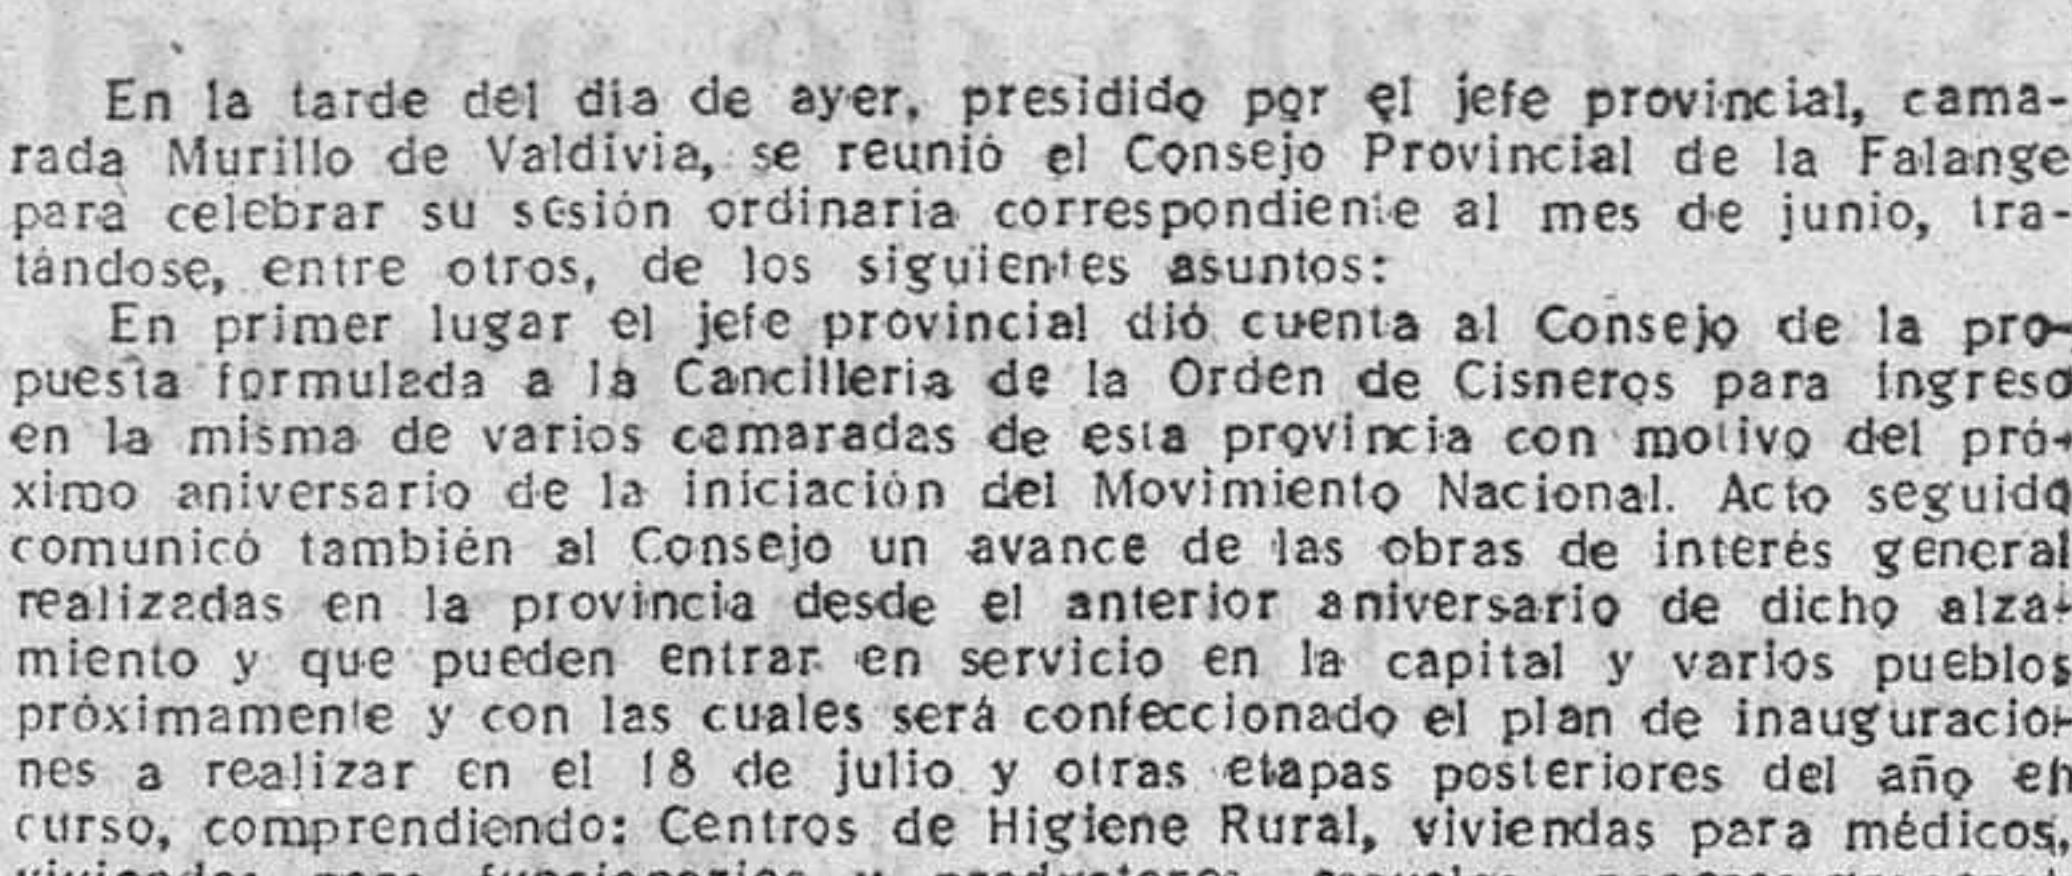 En la tarde del dia de ayer, presidido por el jefe provincial, cama-
rada Murillo de Valdivia, se reunió el Consejo Provincial de la Falange
para celebrar su sesión ordinaria correspondiente al mes de junio, tra-
tándose, entre otros, de los siguientes asuntos:
En primer lugar el jefe provincial dió cuenta al Consejo de la pro-
puesta formulada a la Cancilleria de la Orden de Cisneros para ingreso
en la misma de varios camaradas de esta provincia con motivo del pró-
ximo aniversario de la iniciación del Movimiento Nacional. Acto seguido
comunicó también al Consejo un avance de las obras de interés general
realizadas en la provincia desde el anterior aniversario de dicho alza-
miento y que pueden entrar en servicio en la capital y varios pueblos
próximamente y con las cuales será confeccionado el plan de inauguracio-
nes a realizar en el 18 de julio y otras etapas posteriores del año en
curso, comprendiendo: Centros de Higiene Rural, viviendas para médicos,
viviendas para funcionarios y